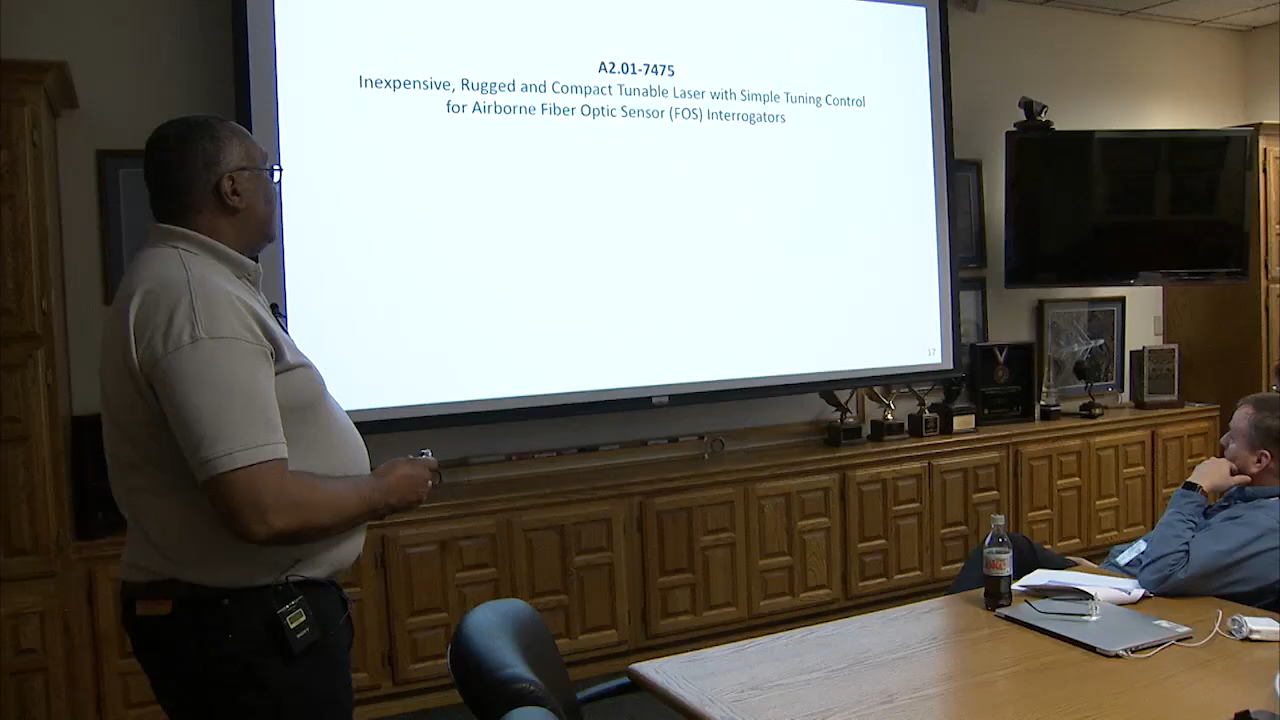 A2.01-7475
Inexpensive, Rugged and Compact Tunable Laser with Simple Tuning Control
for Airborne Fiber Optic Sensor (FOS) Interrogators
17